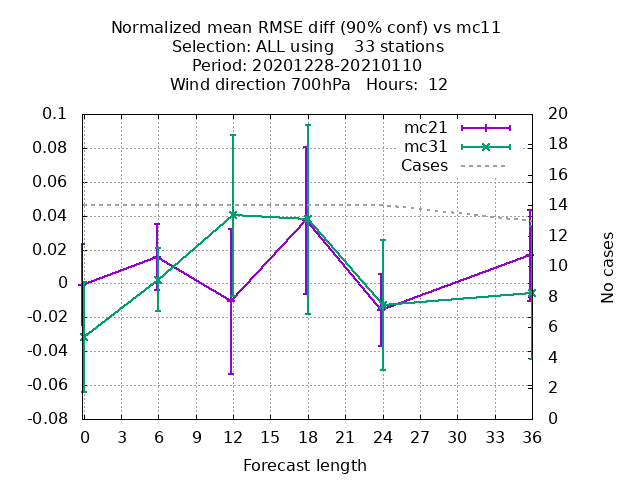 Normalized mean RMSE diff (90% conf) vs mc11
Selection: ALL using    33 stations
Period: 20201228-20210110
Wind direction 700hPa   Hours:  12
mc21
mc31
Cases
0.1
0.08
0.06
0.04
0.02
0
-0.02
-0.04
-0.06
-0.08
20
18
16
14
12
10
8
6
4
2
0
No cases
0 3 6 9 12 15 18 21 24 27 30 33 36
Forecast length